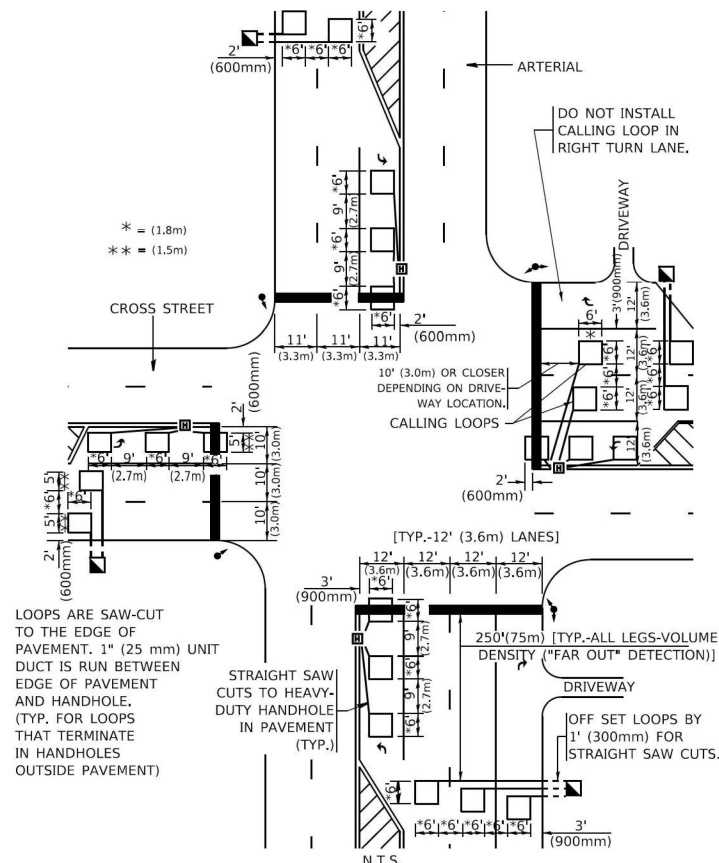 *6'
2'
(600mm)
*6' *6' *6'
ARTERIAL
DO NOT INSTALL
CALLING LOOP IN
RIGHT TURN LANE.
* = (1.8m)
** = (1.5m)
*6'
9'
(2.7m)
*6'
9'
(2.7m)
*6'
H
*6'
2'
(600mm)
11' 11' 11'
(3.3m) (3.3m) (3.3m)
DRIVEWAY
3'(900mm)
12'
(3.6m)
6'
*
*6'
*6'
*6'
12'
(3.6m)
12'
(3.6m)
12'
(3.6m)
*6'
*6'
*6'
CROSS STREET
10' (3.0m) OR CLOSER
DEPENDING ON DRIVE-
WAY LOCATION.
CALLING LOOPS
H
2'
(600mm)
2'
(600mm)
H
5'
**
10'
(3.0m)
10'
(3.0m)
10'
(3.0m)
*6' 9' *6' 9' *6'
(2.7m) (2.7m)
5'
**
*6'
*6'
5'
**
2'
(600mm)
[TYP.-12' (3.6m) LANES]
12' 12' 12' 12'
(3.6m) (3.6m) (3.6m) (3.6m)
3'
(900mm)
*6'
*6'
9'
(2.7m)
*6'
9'
(2.7m)
*6'
H
LOOPS ARE SAW-CUT
TO THE EDGE OF
PAVEMENT. 1" (25 mm) UNIT
DUCT IS RUN BETWEEN
EDGE OF PAVEMENT
AND HANDHOLE.
(TYP. FOR LOOPS
THAT TERMINATE
IN HANDHOLES
OUTSIDE PAVEMENT)
STRAIGHT SAW
CUTS TO HEAVY-
DUTY HANDHOLE
IN PAVEMENT
(TYP.)
250'(75m) [TYP.-ALL LEGS-VOLUME
DENSITY ("FAR OUT" DETECTION)]
DRIVEWAY
OFF SET LOOPS BY
1' (300mm) FOR
STRAIGHT SAW CUTS.
*6'
*6' *6' *6' *6' *6'
3'
(900mm)
N.T.S.